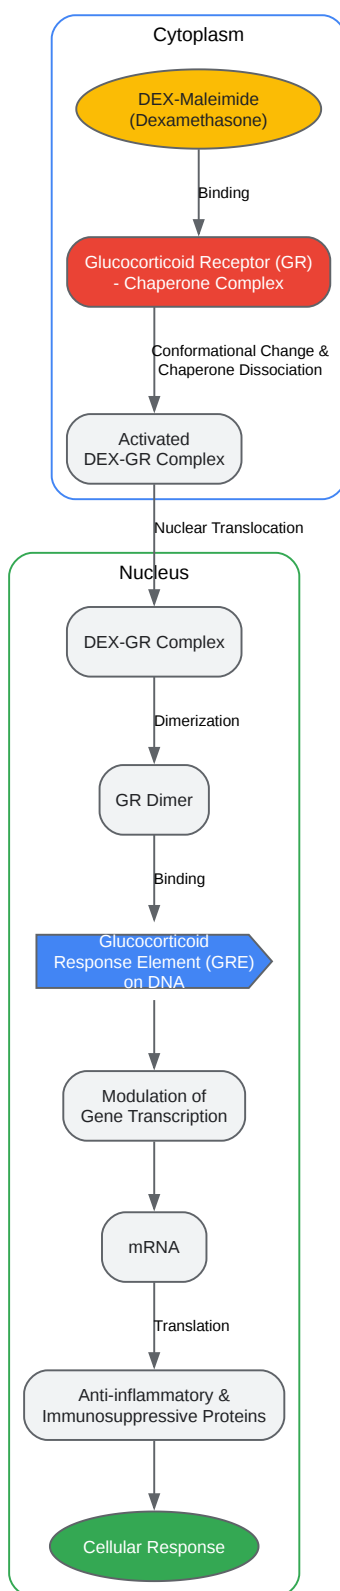 Cytoplasm
DEX-Maleimide
(Dexamethasone)
Binding
Glucocorticoid Receptor (GR)
- Chaperone Complex
Conformational Change &
Chaperone Dissociation
Activated
DEX-GR Complex
Nuclear Translocation
Nucleus
DEX-GR Complex
Dimerization
GR Dimer
Binding
Glucocorticoid
Response Element (GRE)
on DNA
Modulation of
Gene Transcription
mRNA
Translation
Anti-inflammatory &
Immunosuppressive Proteins
Cellular Response